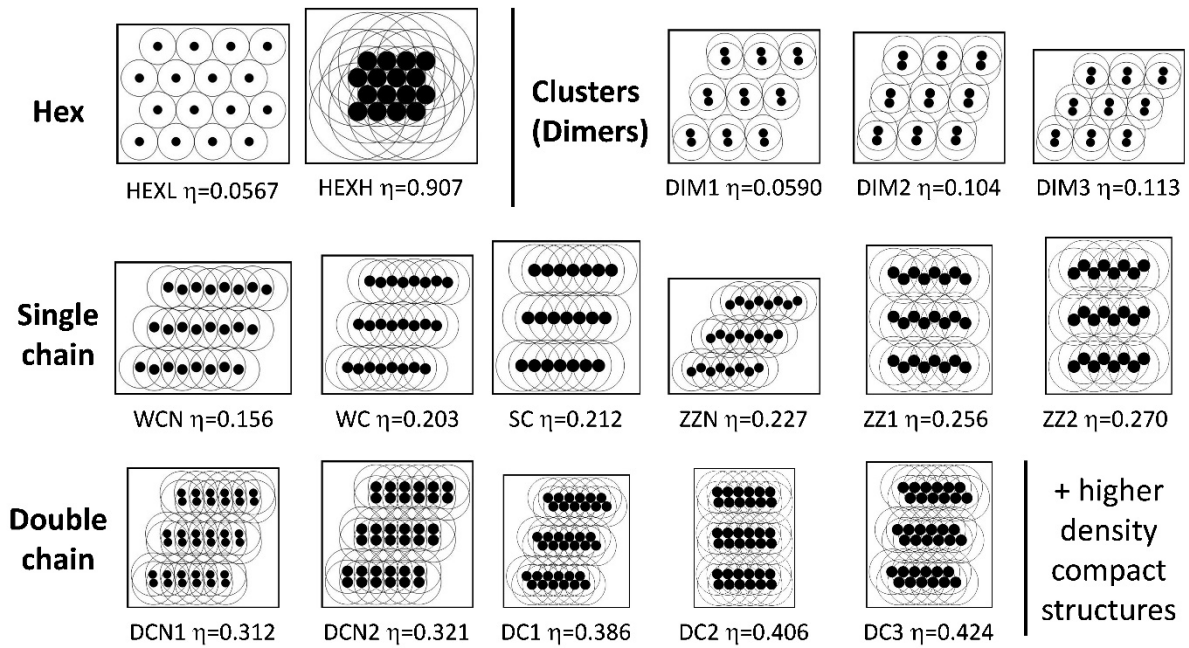 Hex
HEXL η=0.0567
HEXH η=0.907
Clusters
(Dimers)
DIM1 η=0.0590
DIM2 η=0.104
DIM3 η=0.113
Single
chain
WCN η=0.156
WC η=0.203
SC η=0.212
ZZN η=0.227
ZZ1 η=0.256
ZZ2 η=0.270
Double
chain
DCN1 η=0.312
DCN2 η=0.321
DC1 η=0.386
DC2 η=0.406
DC3 η=0.424
+ higher
density
compact
structures